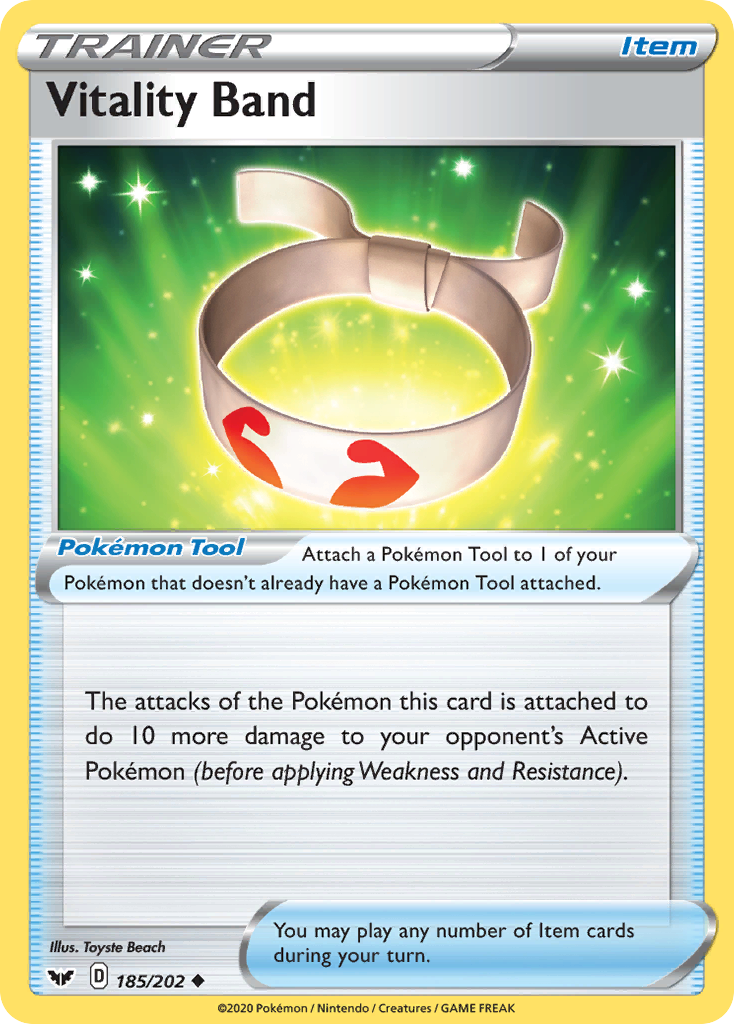 TRAINER
Item
Vitality Band
Pokémon Tool
Attach a Pokémon Tool to 1 of your
Pokémon that doesn't already have a Pokémon Tool attached.
The attacks of the Pokémon this card is attached to
do 10 more damage to your opponent's Active
Pokémon (before applying Weakness and Resistance).
You may play any number of Item cards
during your turn.
Illus. Toyste Beach
D 185/202
©2020 Pokémon / Nintendo / Creatures / GAME FREAK